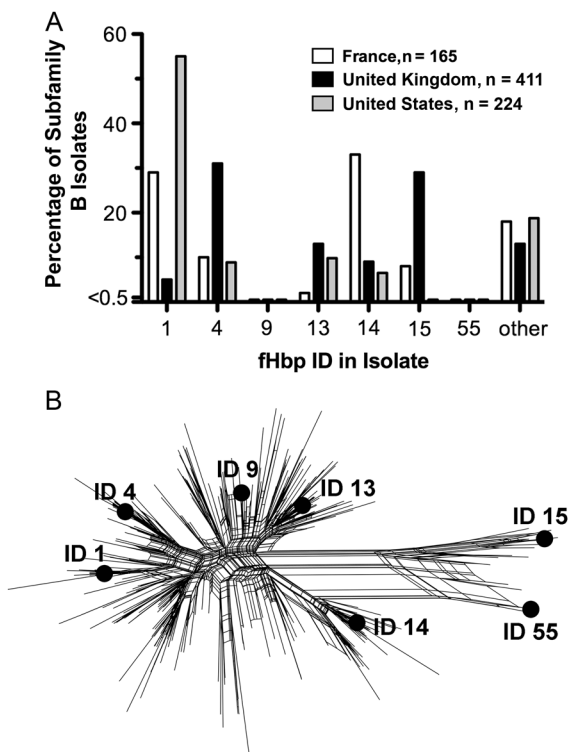 A
Percentage of Subfamily
B Isolates
60
40
20
<0.5
France,n = 165
United Kingdom, n = 411
United States, n = 224
1 4 9 13 14 15 55 other
fHbp ID in Isolate
B
ID 9
ID 4
ID 13
ID 15
ID 1
ID 14
ID 55